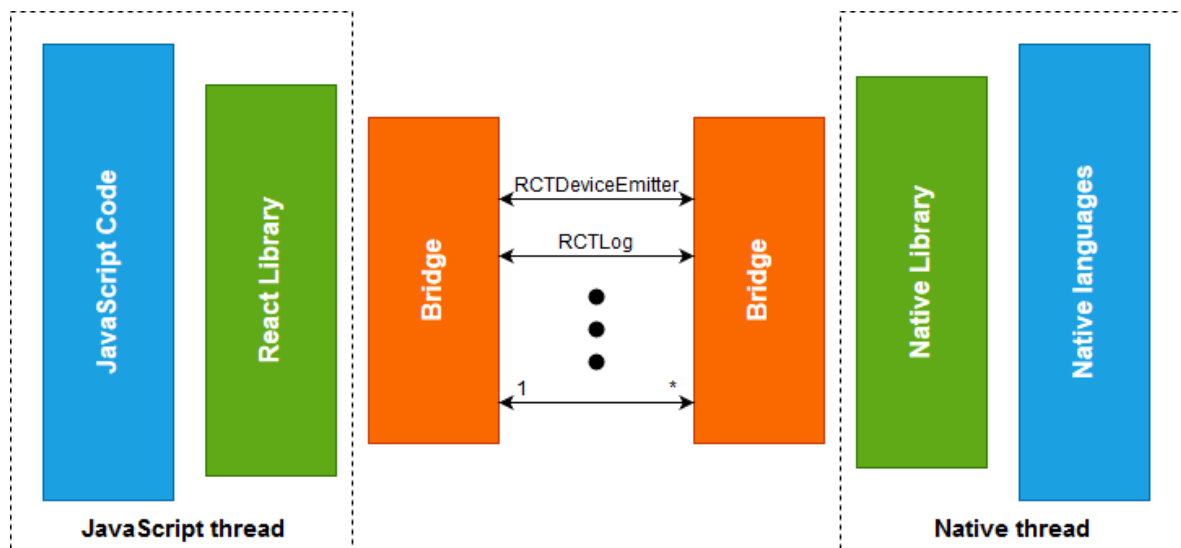 JavaScript Code
React Library
Bridge
RCTDeviceEmitter
RCTLog
1 *
Bridge
Native Library
Native languages
JavaScript thread
Native thread